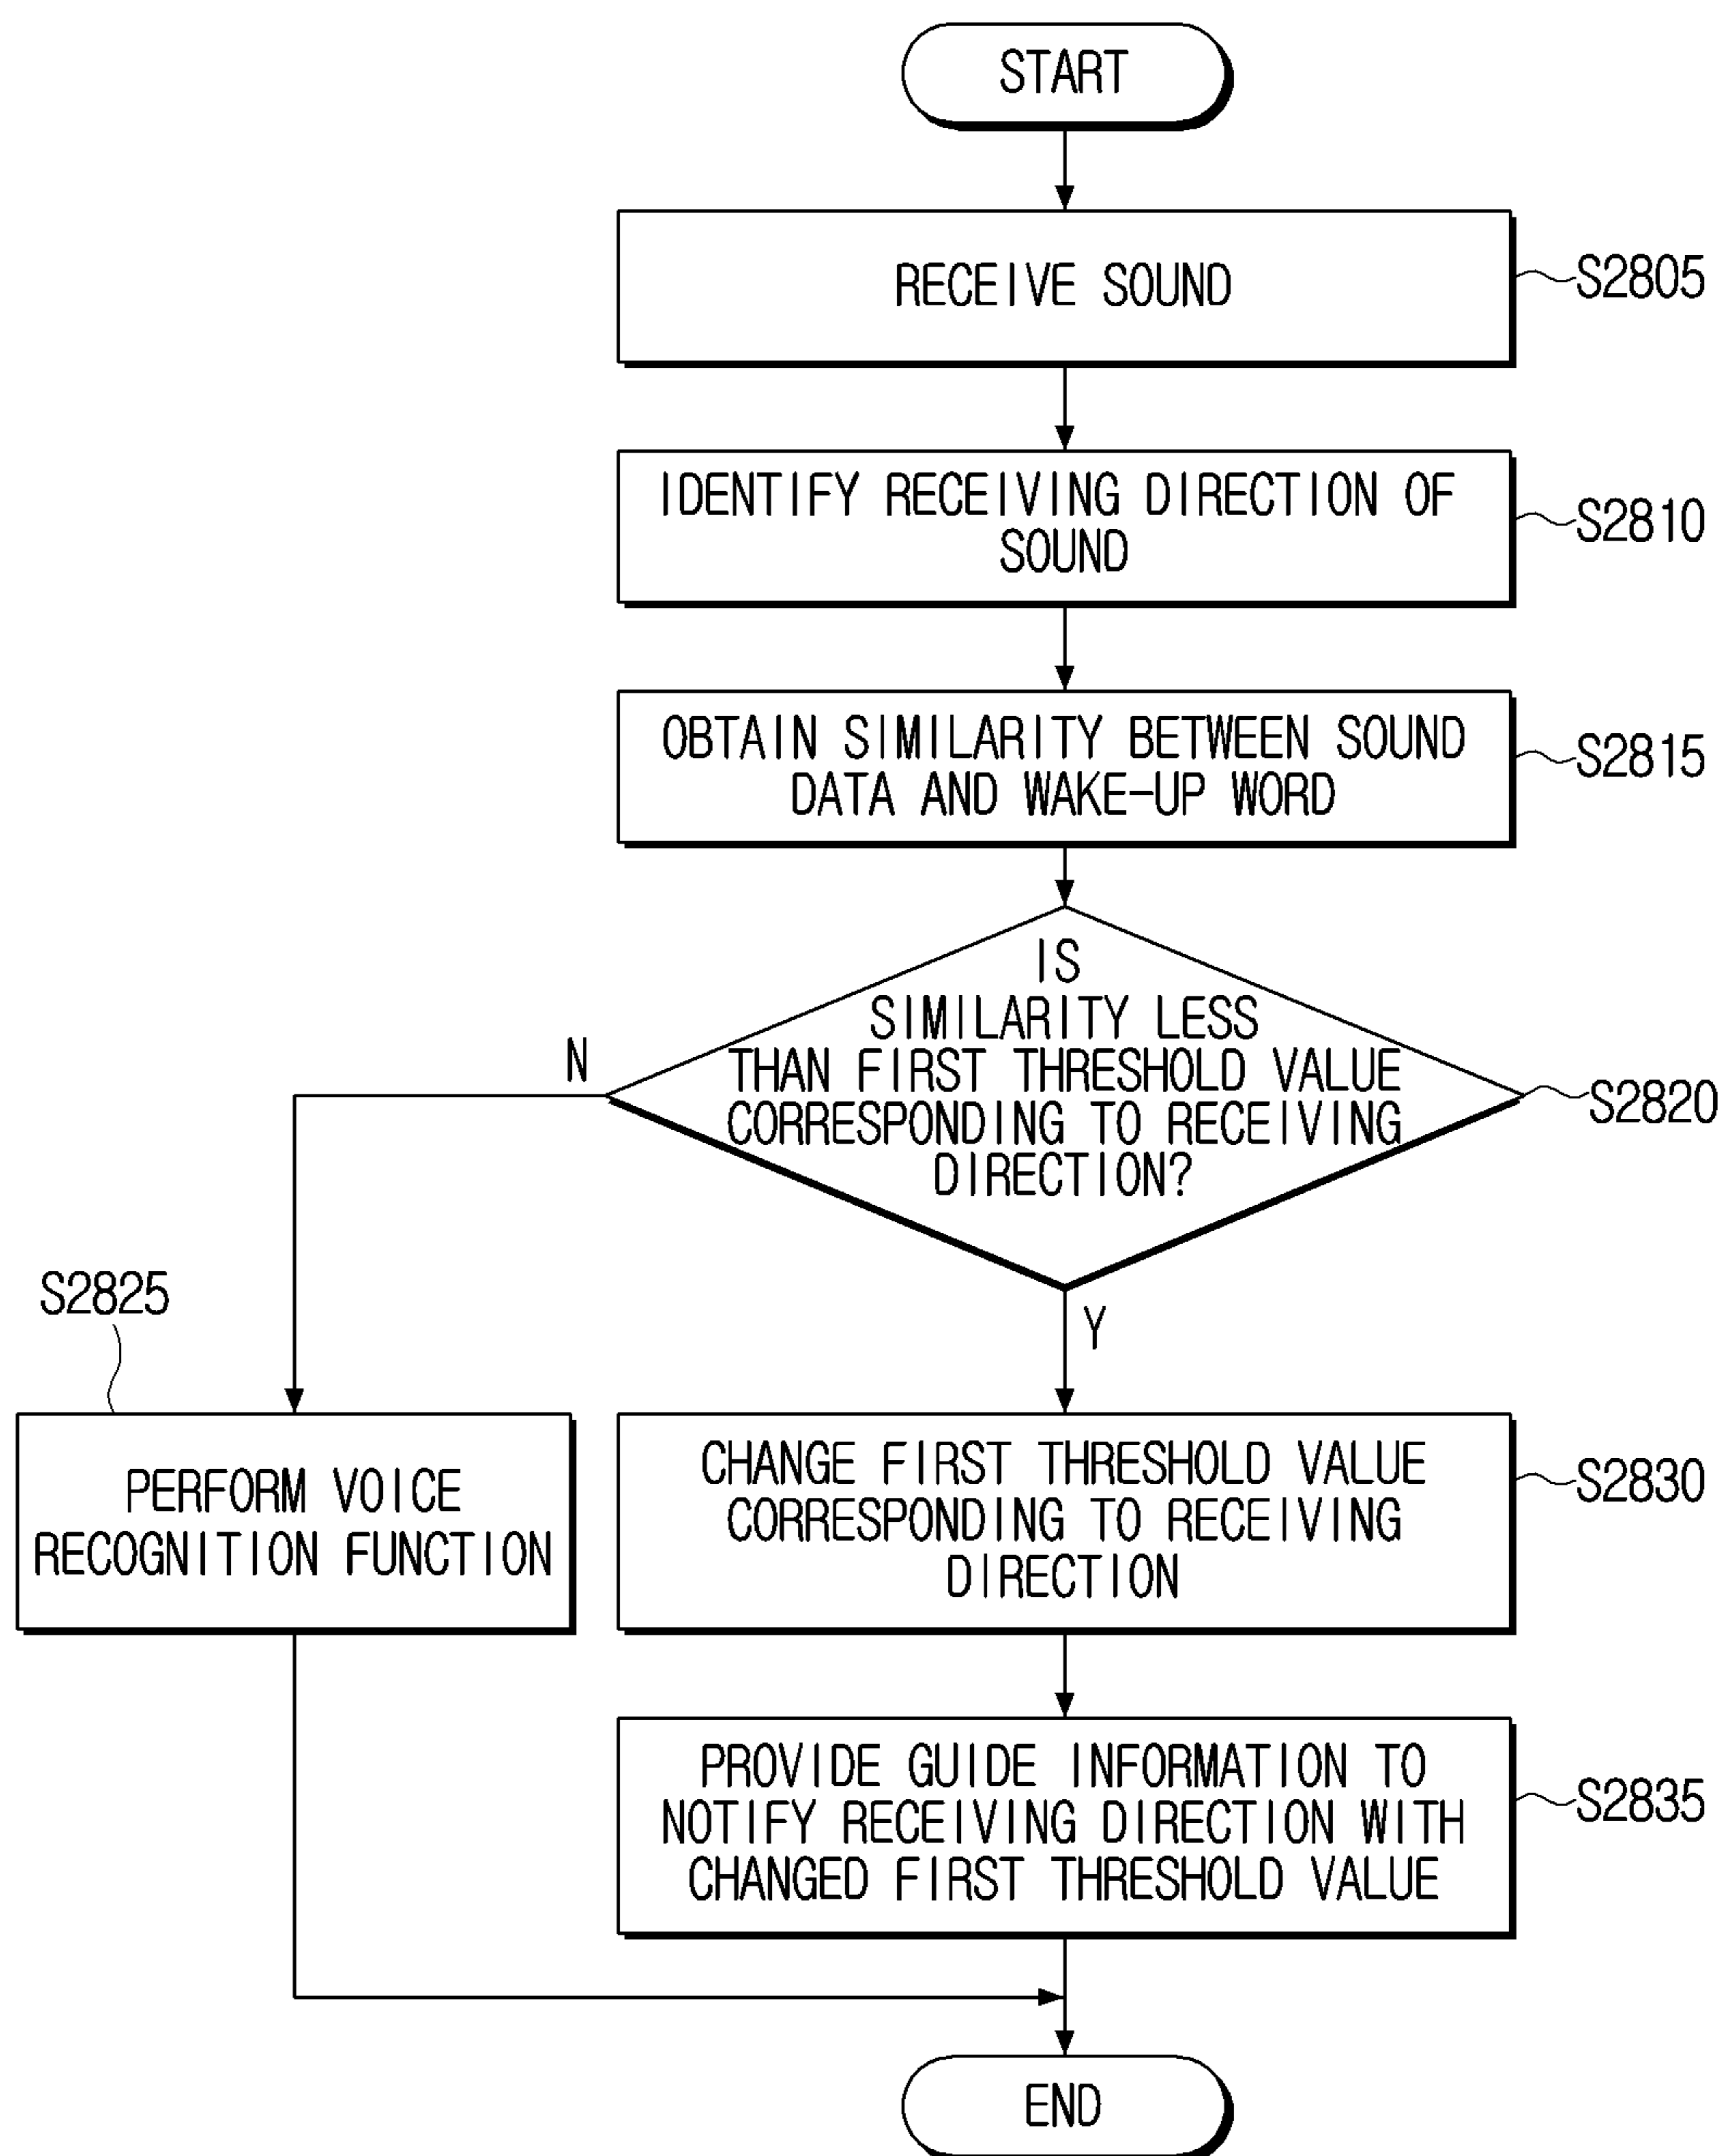 START
RECEIVE SOUND
S2805
IDENTIFY RECEIVING DIRECTION OF
SOUND
S2810
OBTAIN SIMILARITY BETWEEN SOUND
DATA AND WAKE-UP WORD
S2815
IS
SIMILARITY LESS
THAN FIRST THRESHOLD VALUE
CORRESPONDING TO RECEIVING
DIRECTION?
S2820
N
Y
S2825
PERFORM VOICE
RECOGNITION FUNCTION
CHANGE FIRST THRESHOLD VALUE
CORRESPONDING TO RECEIVING
DIRECTION
S2830
PROVIDE GUIDE INFORMATION TO
NOTIFY RECEIVING DIRECTION WITH
CHANGED FIRST THRESHOLD VALUE
S2835
END